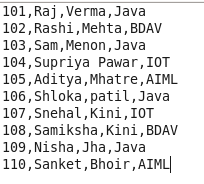 101,Raj,Verma,Java
102,Rashi,Mehta,BDAV
103,Sam,Menon,Java
104,Supriya Pawar,IOT
105,Aditya,Mhatre,AIML
106,Shloka,patil,Java
107,Snehal,Kini,IOT
108,Samiksha,Kini,BDAV
109,Nisha,Jha,Java
110,Sanket,Bhoir,AIML